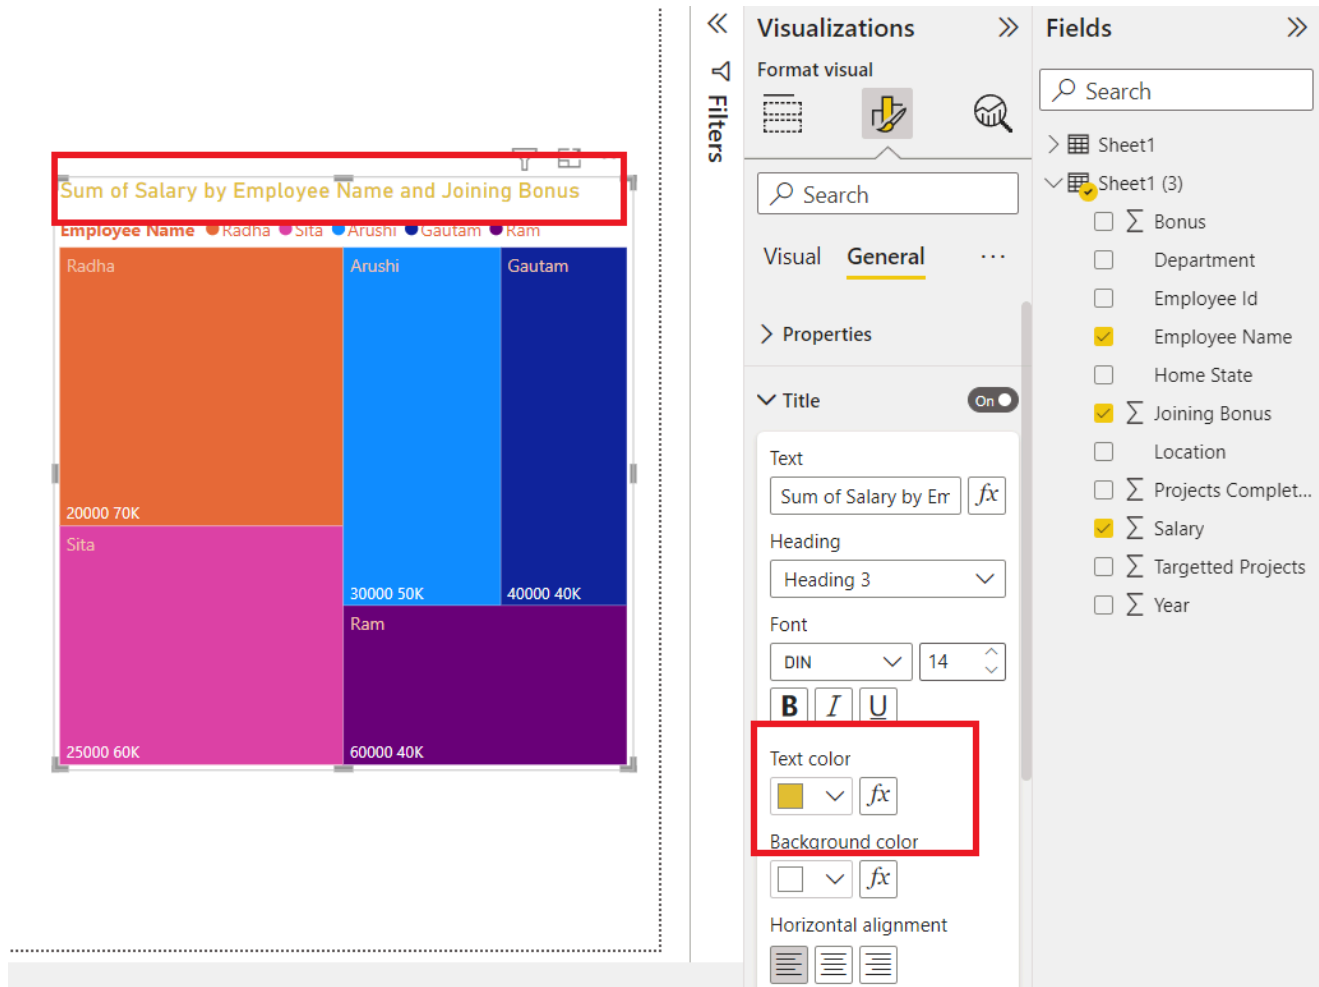 Sum of Salary by Employee Name and Joining Bonus
Employee Name Radha Sita Arushi Gautam Ram
Radha
20000 70K
Sita
25000 60K
Arushi
30000 50K
Gautam
40000 40K
Ram
60000 40K
Filters
Visualizations
Format visual
Search
Visual General ...
Properties
Title On
Text
Sum of Salary by Em
fx
Heading
Heading 3
Font
DIN 14
B I U
Text color
fx
Background color
fx
Horizontal alignment
Fields
Search
Sheet1
Sheet1 (3)
Σ Bonus
Department
Employee Id
Employee Name
Home State
Σ Joining Bonus
Location
Σ Projects Complet...
Σ Salary
Σ Targetted Projects
Σ Year